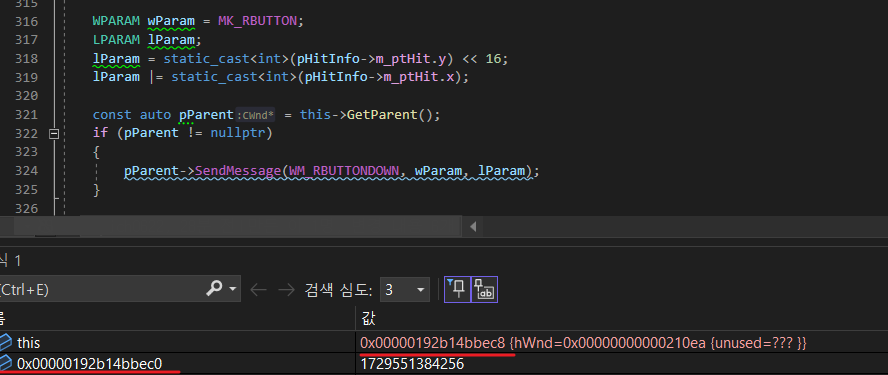 315
316 WPARAM wParam = MK_RBUTTON;
317 LPARAM lParam;
318 lParam = static_cast<int>(pHitInfo->m_ptHit.y) << 16;
319 lParam |= static_cast<int>(pHitInfo->m_ptHit.x);
320
321 const auto pParent:CWnd* = this->GetParent();
322 if (pParent != nullptr)
323 {
324 pParent->SendMessage(WM_RBUTTONDOWN, wParam, lParam);
325 }
326
식 1
(Ctrl+E) 검색 심도: 3
름 값
this 0x00000192b14bbec8 {hWnd=0x00000000000210ea {unused=??? }}
0x00000192b14bbec0 1729551384256